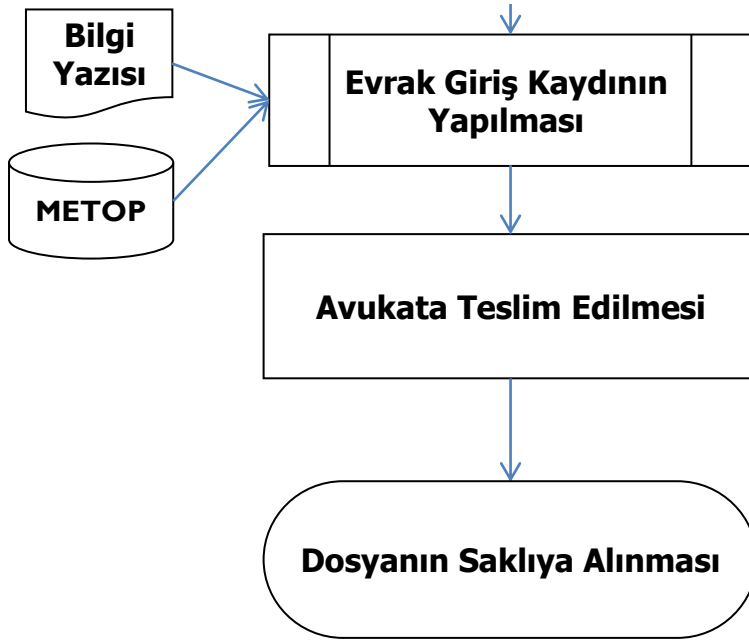 Bilgi
Yazısı
Evrak Giriş Kaydının
Yapılması
METOP
Avukata Teslim Edilmesi
Dosyanın Saklıya Alınması